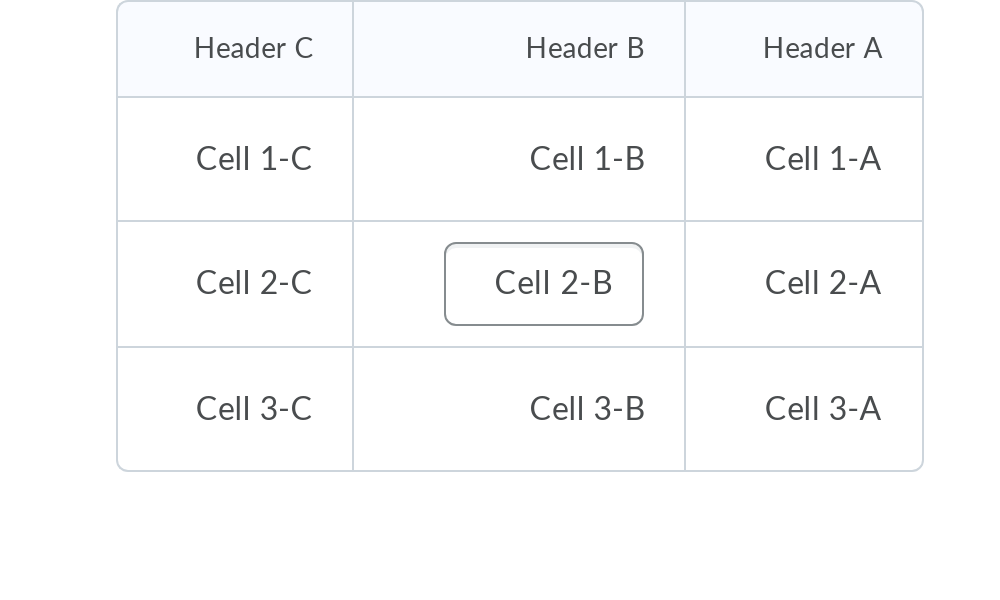 Header C Header B Header A
Cell 1-C Cell 1-B Cell 1-A
Cell 2-C Cell 2-B Cell 2-A
Cell 3-C Cell 3-B Cell 3-A